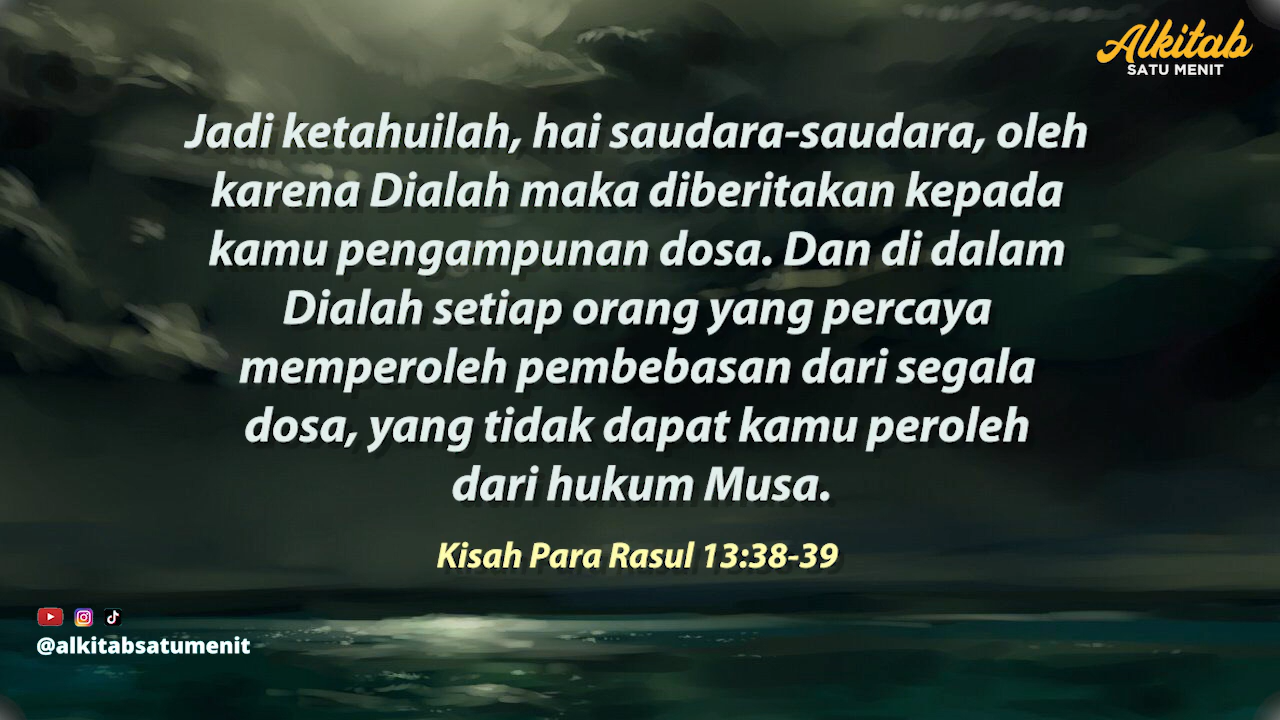 Alkitab
SATU MENIT
Jadi ketahuilah, hai saudara-saudara, oleh
karena Dialah maka diberitakan kepada
kamu pengampunan dosa. Dan di dalam
Dialah setiap orang yang percaya
memperoleh pembebasan dari segala
dosa, yang tidak dapat kamu peroleh
dari hukum Musa.
Kisah Para Rasul 13:38-39
@alkitabsatumenit